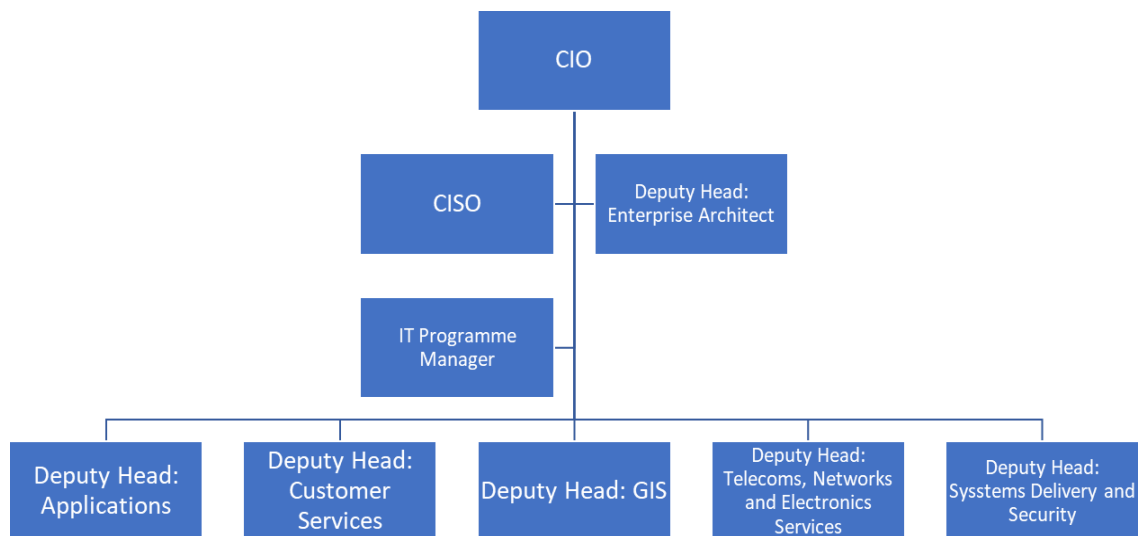 CIO
CISO
Deputy Head:
Enterprise Architect
IT Programme
Manager
Deputy Head:
Applications
Deputy Head:
Customer
Services
Deputy Head: GIS
Deputy Head:
Telecoms, Networks
and Electronics
Services
Deputy Head:
Sysstems Delivery and
Security